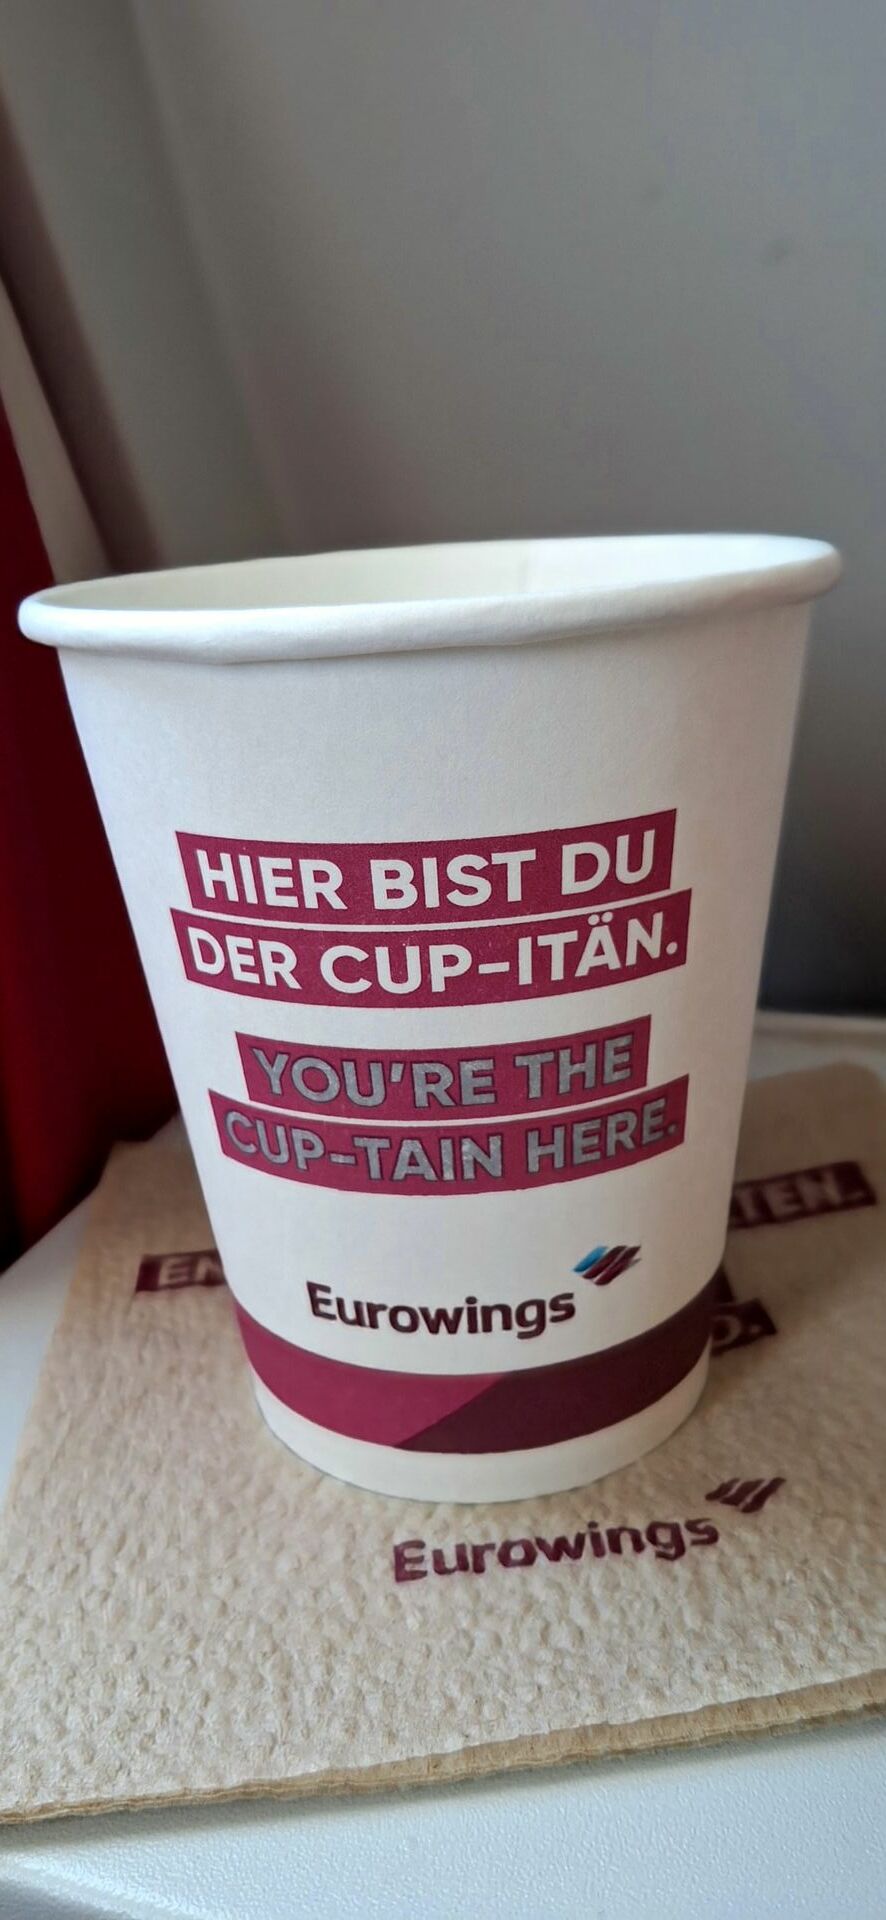 HIER BIST DU
DER CUP-ITÄN.
YOU'RE THE
CUP-TAIN HERE.
Eurowings
Eurowings